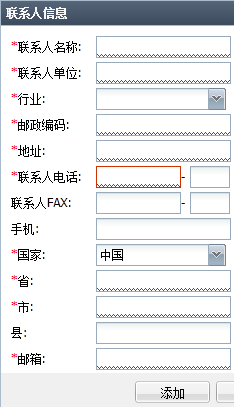 联系人信息
*联系人名称:
*联系人单位:
*行业:
*邮政编码:
*地址:
*联系人电话: -
联系人FAX: -
手机:
*国家: 中国
*省:
*市:
县:
*邮箱:
添加